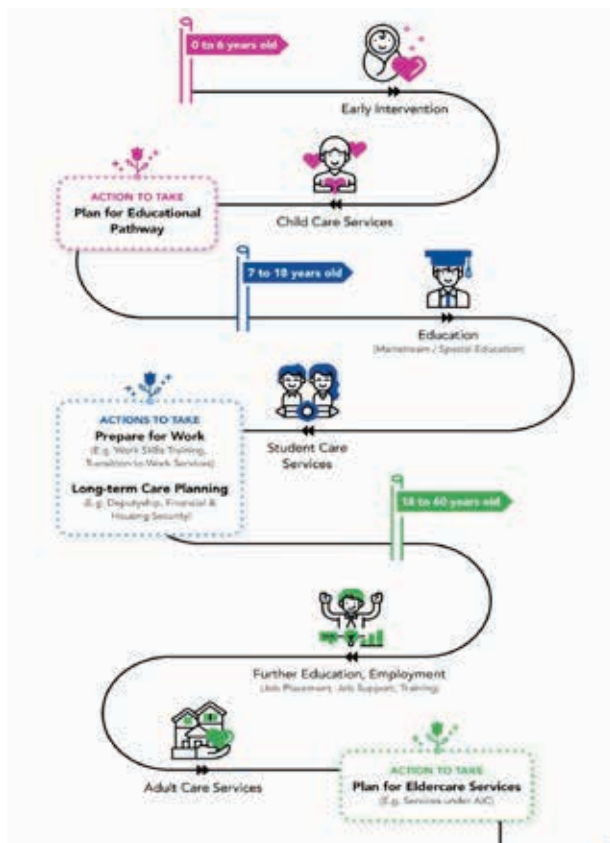 0 to 6 years old
Early Intervention
Child Care Services
ACTION TO TAKE
Plan for Educational
Pathway
7 to 18 years old
Education
(Mainstream / Special Education)
Student Care
Services
ACTIONS TO TAKE
Prepare for Work
(E.g. Work Skills Training,
Transition to Work Services)
Long-term Care Planning
(E.g. Deputyship, Financial &
Housing Security)
18 to 60 years old
Further Education, Employment
(Job Placement, Job Support, Training)
Adult Care Services
ACTION TO TAKE
Plan for Eldercare Services
(E.g. Services under AIC)